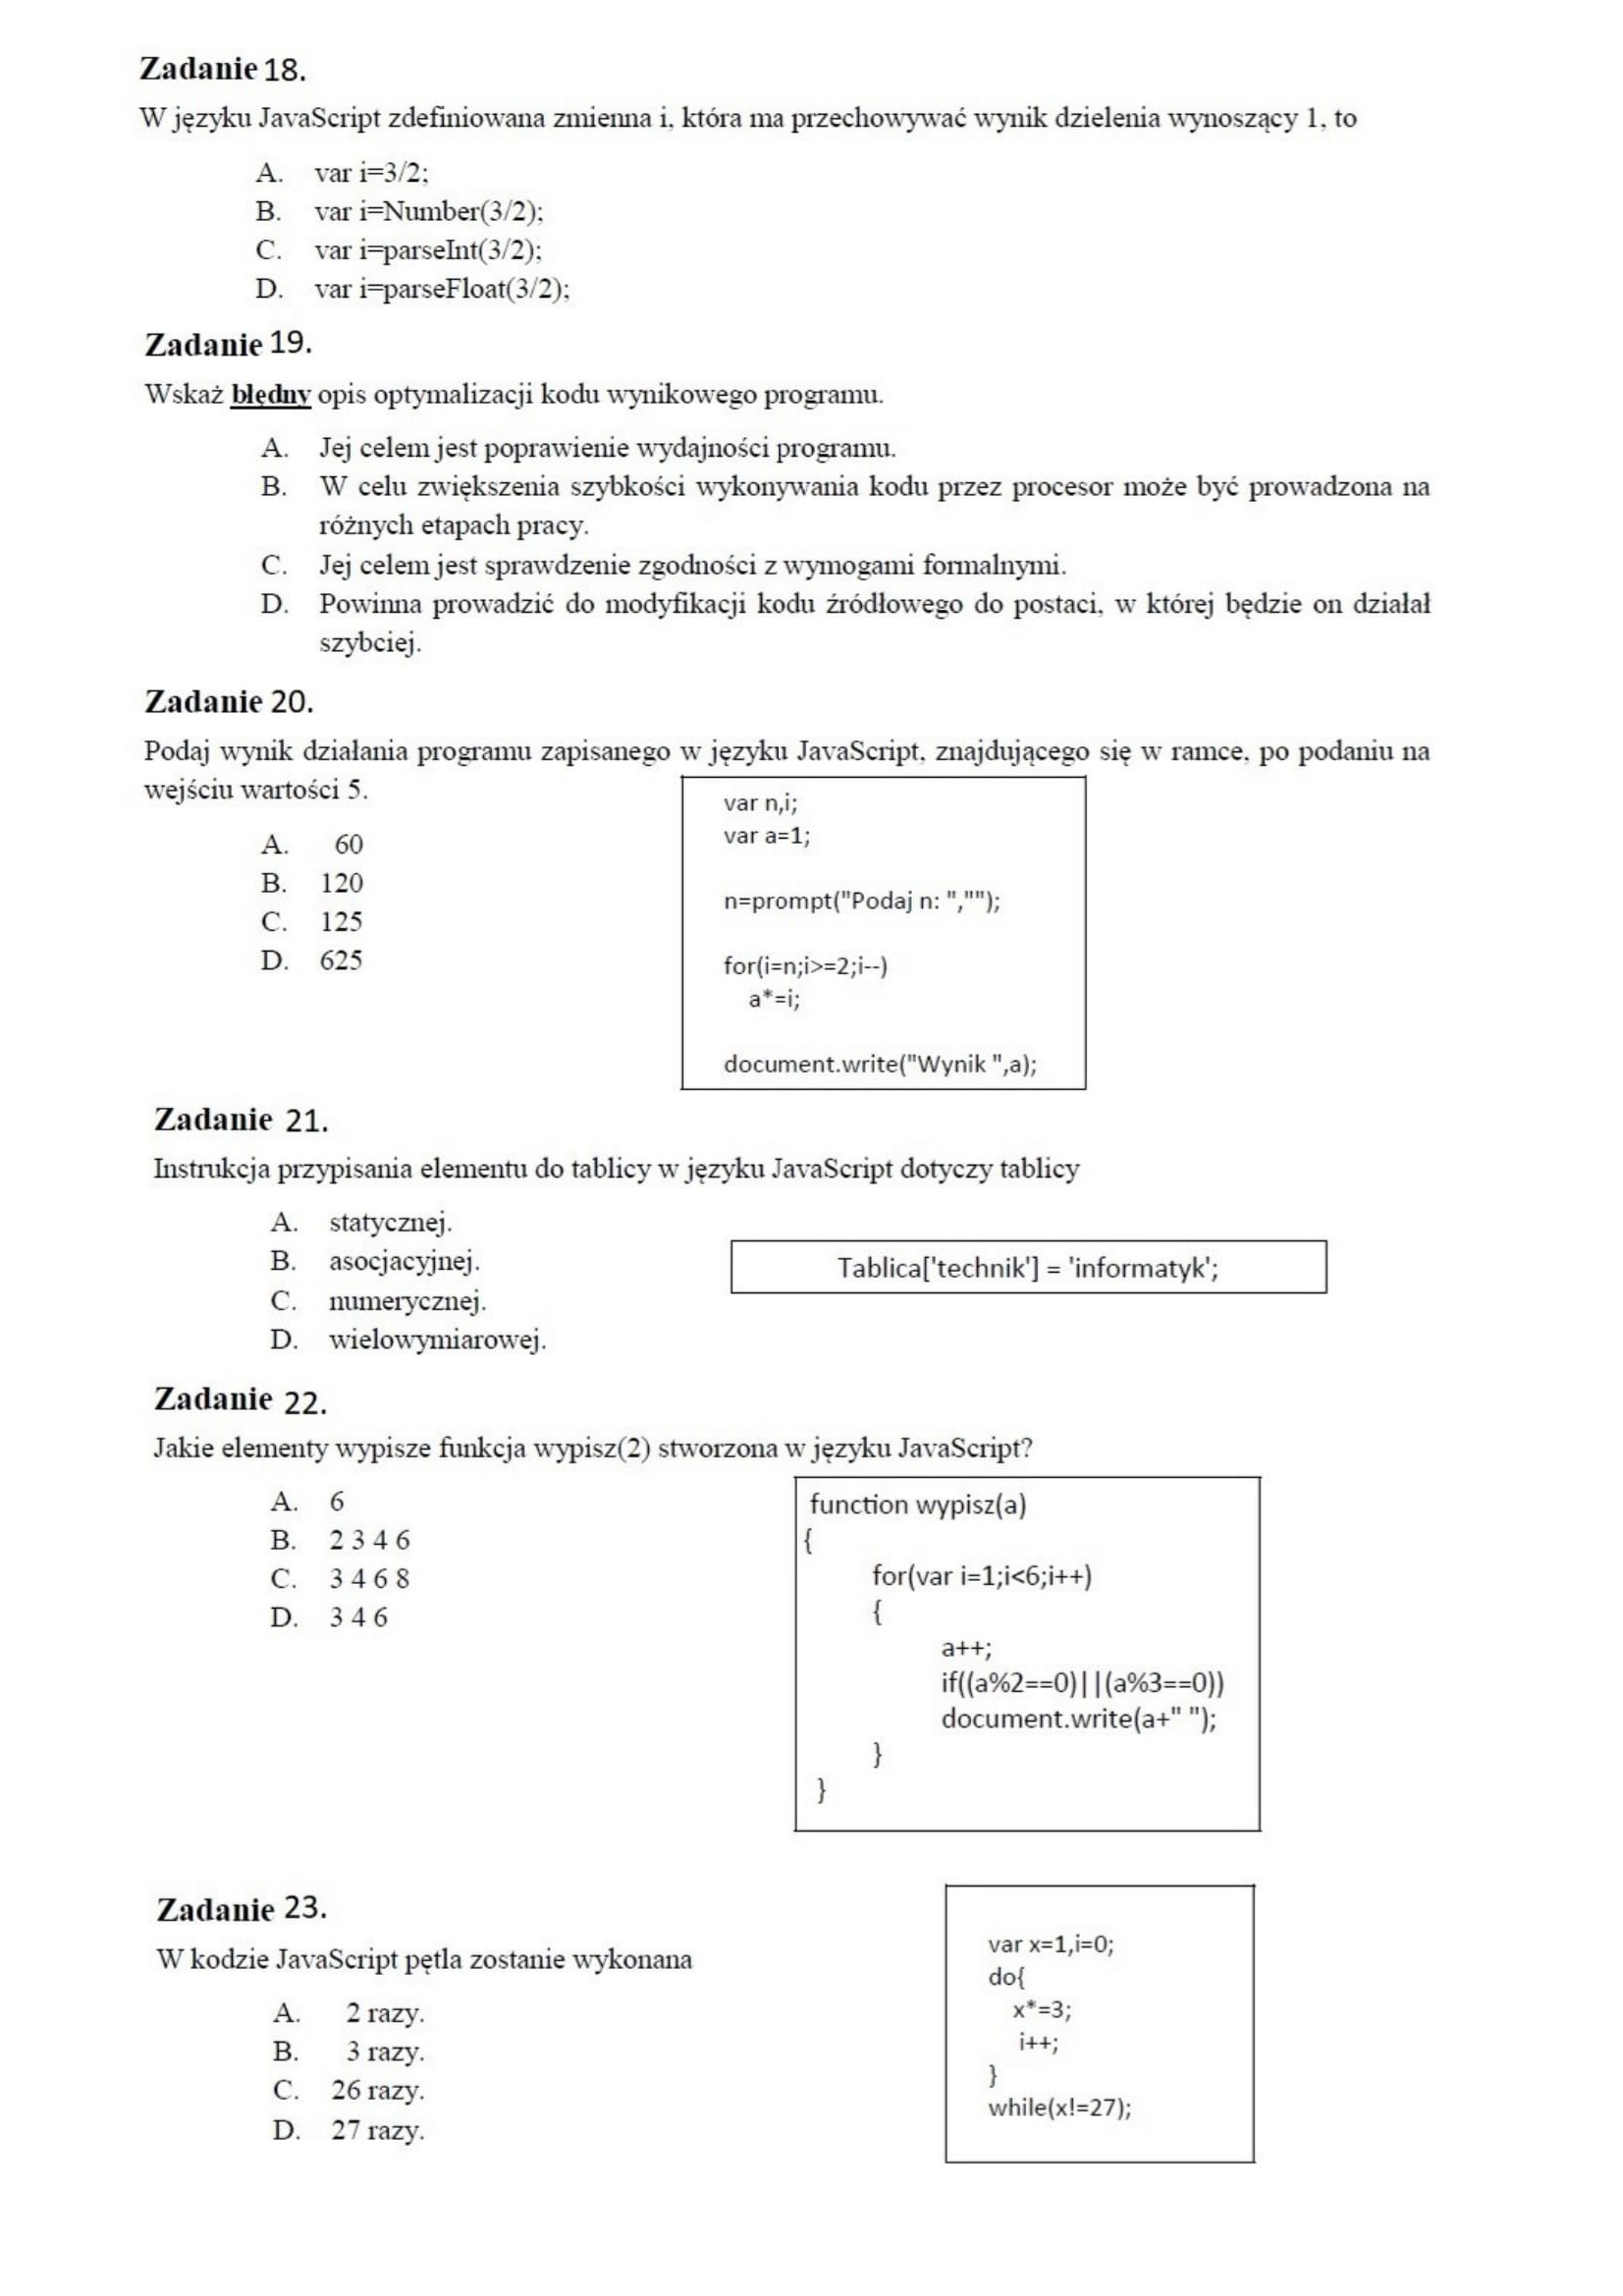 Zadanie 18.
W języku JavaScript zdefiniowana zmienna i, która ma przechowywać wynik dzielenia wynoszący 1, to
A. var i=3/2;
B. var i=Number(3/2);
C. var i=parseInt(3/2);
D. var i=parseFloat(3/2);
Zadanie 19.
Wskaż błędny opis optymalizacji kodu wynikowego programu.
A. Jej celem jest poprawienie wydajności programu.
B. W celu zwiększenia szybkości wykonywania kodu przez procesor może być prowadzona na
różnych etapach pracy.
C. Jej celem jest sprawdzenie zgodności z wymogami formalnymi.
D. Powinna prowadzić do modyfikacji kodu źródłowego do postaci, w której będzie on działał
szybciej.
Zadanie 20.
Podaj wynik działania programu zapisanego w języku JavaScript, znajdującego się w ramce, po podaniu na
wejściu wartości 5.
A. 60
B. 120
C. 125
D. 625
var n,i;
var a=1;
n=prompt("Podaj n: ","");
for(i=n;i>=2;i--)
a*=i;
document.write("Wynik ",a);
Zadanie 21.
Instrukcja przypisania elementu do tablicy w języku JavaScript dotyczy tablicy
A. statycznej.
B. asocjacyjnej.
C. numerycznej.
D. wielowymiarowej.
Tablica['technik'] = 'informatyk';
Zadanie 22.
Jakie elementy wypisze funkcja wypisz(2) stworzona w języku JavaScript?
A. 6
B. 2 3 4 6
C. 3 4 6 8
D. 3 4 6
function wypisz(a)
{
for(var i=1;i<6;i++)
{
a++;
if((a%2==0)||(a%3==0))
document.write(a+" ");
}
}
Zadanie 23.
W kodzie JavaScript pętla zostanie wykonana
A. 2 razy.
B. 3 razy.
C. 26 razy.
D. 27 razy.
var x=1,i=0;
do{
x*=3;
i++;
}
while(x!=27);